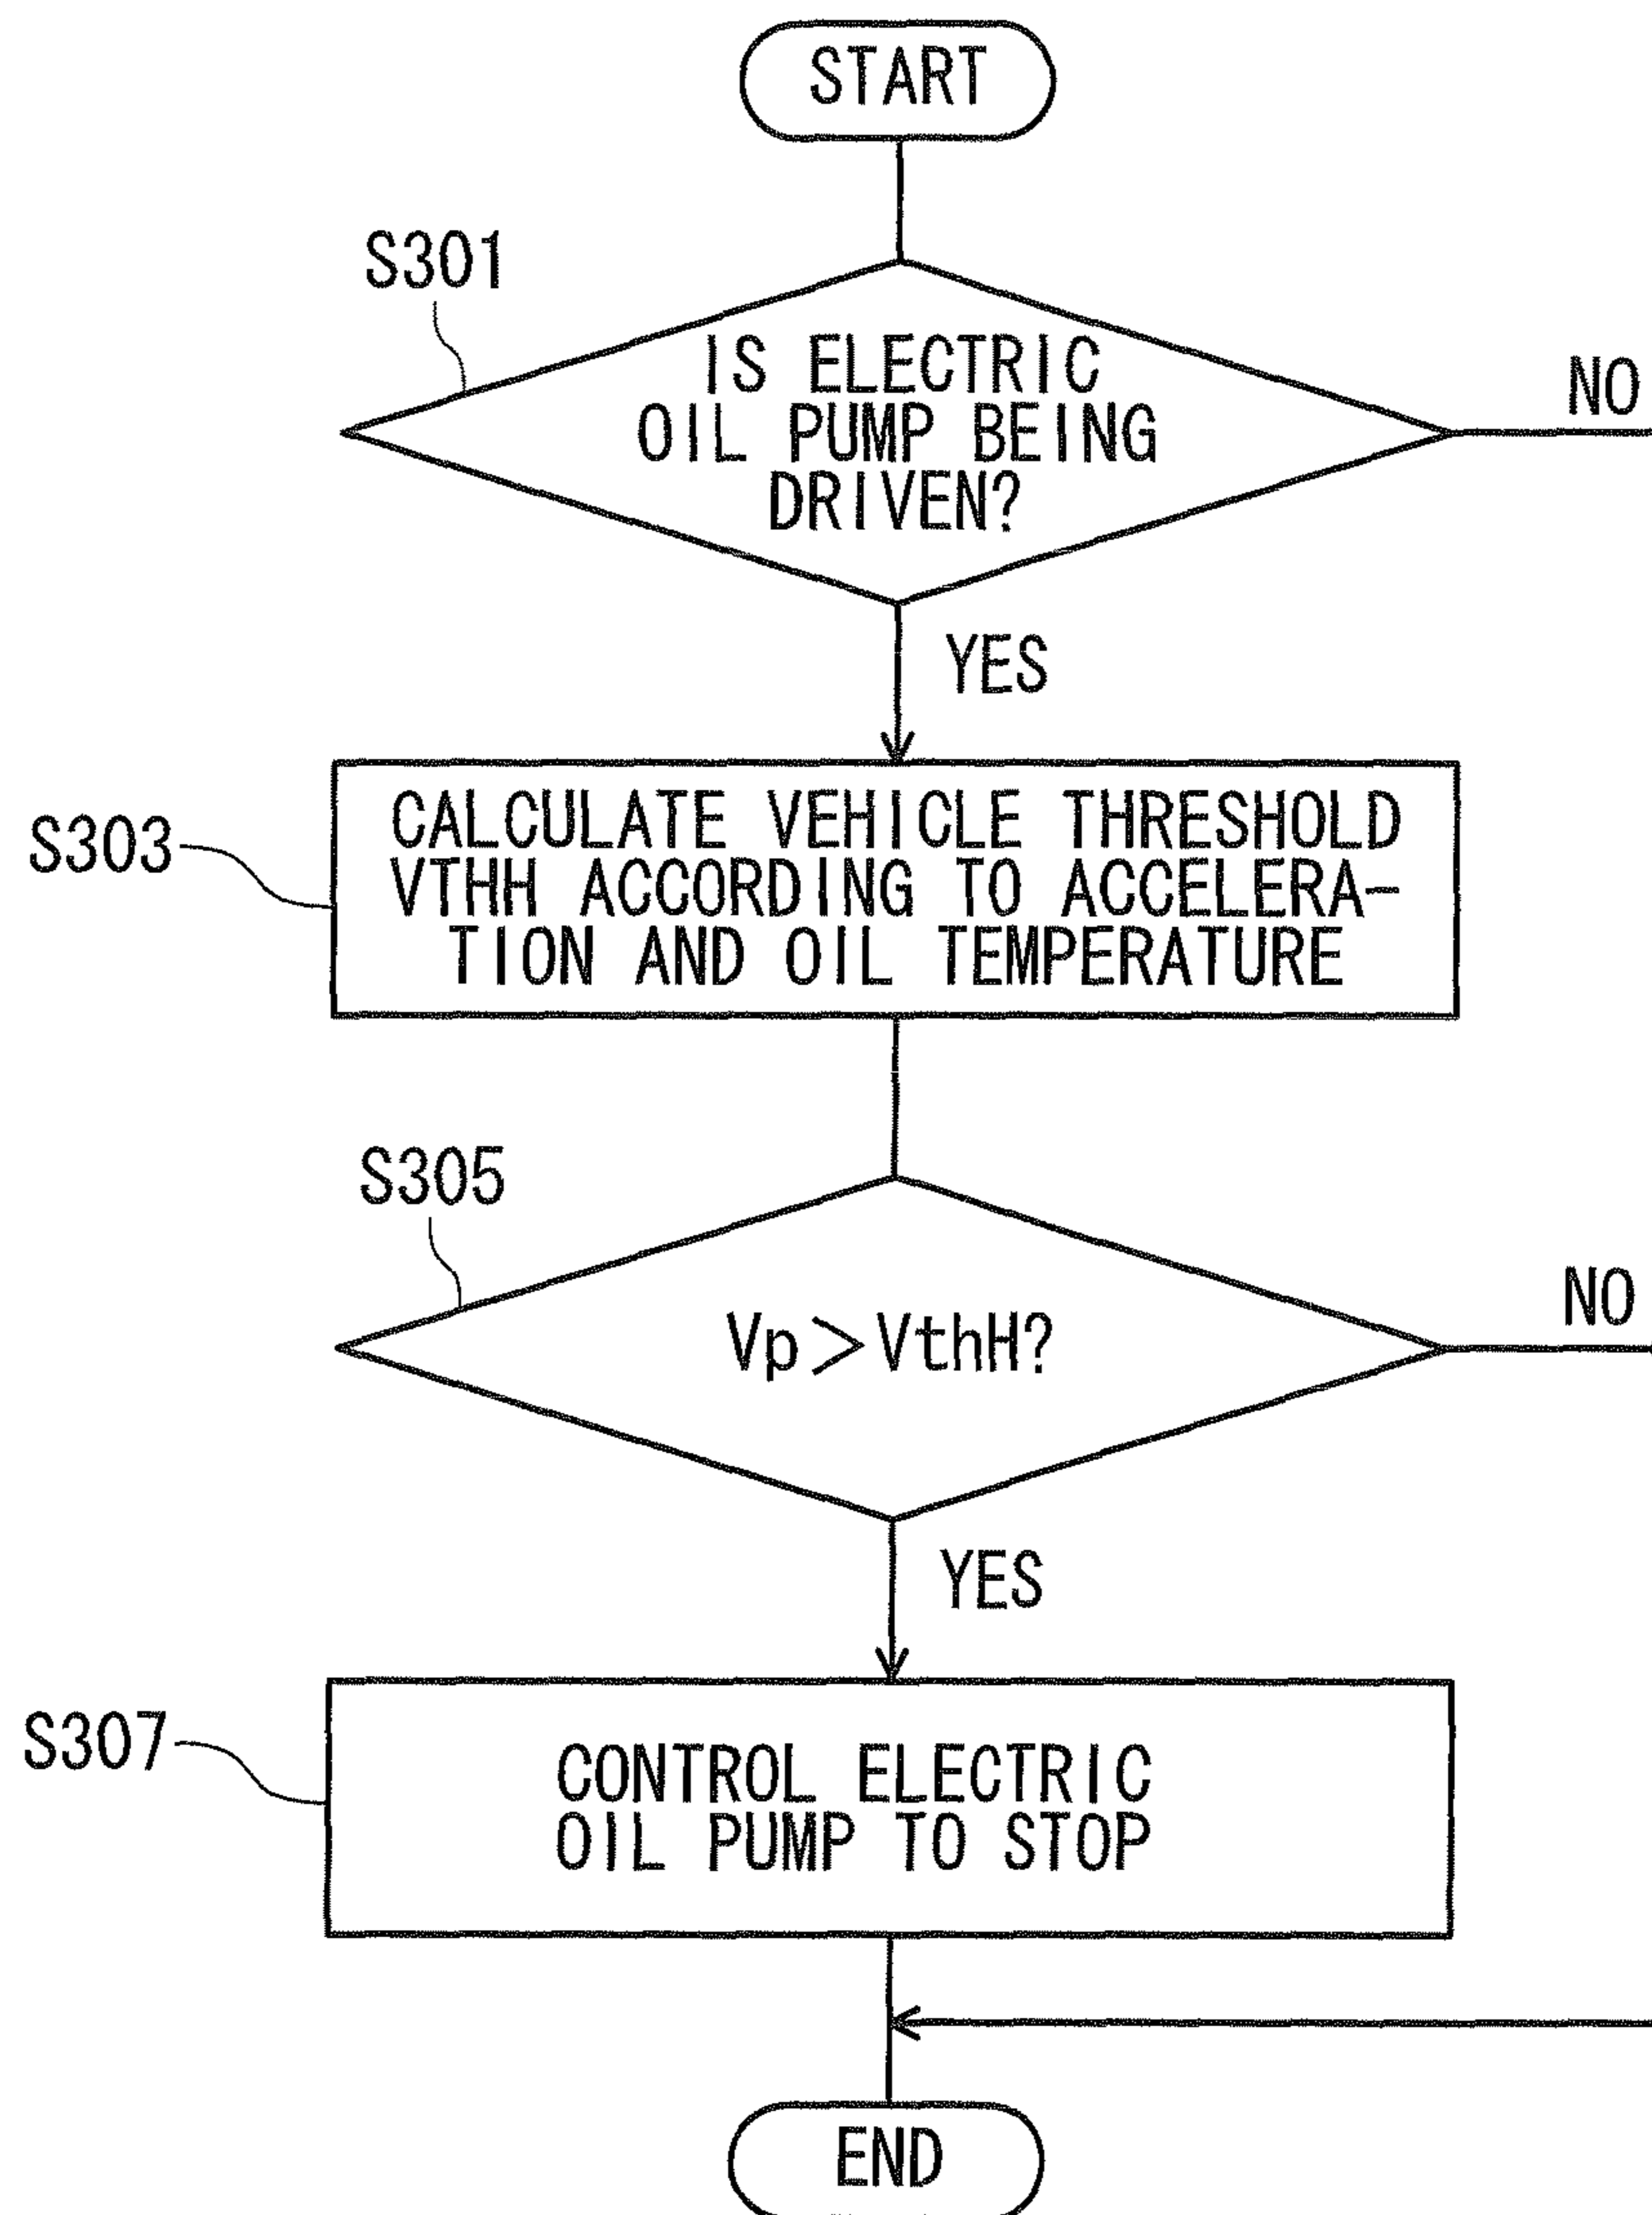 START
S301
IS ELECTRIC
OIL PUMP BEING
DRIVEN?
NO
YES
S303
CALCULATE VEHICLE THRESHOLD
VTHH ACCORDING TO ACCELERA-
TION AND OIL TEMPERATURE
S305
Vp>VthH?
NO
YES
S307
CONTROL ELECTRIC
OIL PUMP TO STOP
END